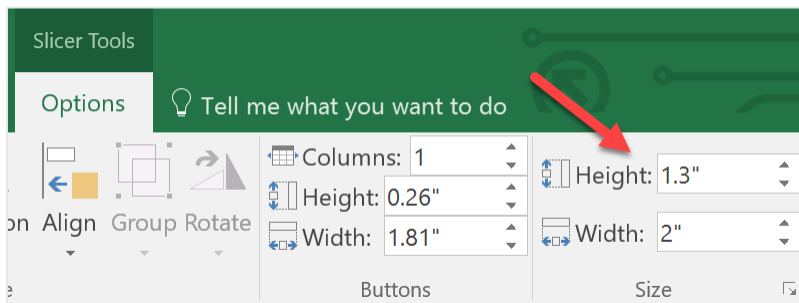 Slicer Tools
Options
Tell me what you want to do
on Align Group Rotate
Columns: 1
Height: 0.26"
Width: 1.81"
Buttons
Height: 1.3"
Width: 2"
Size
e